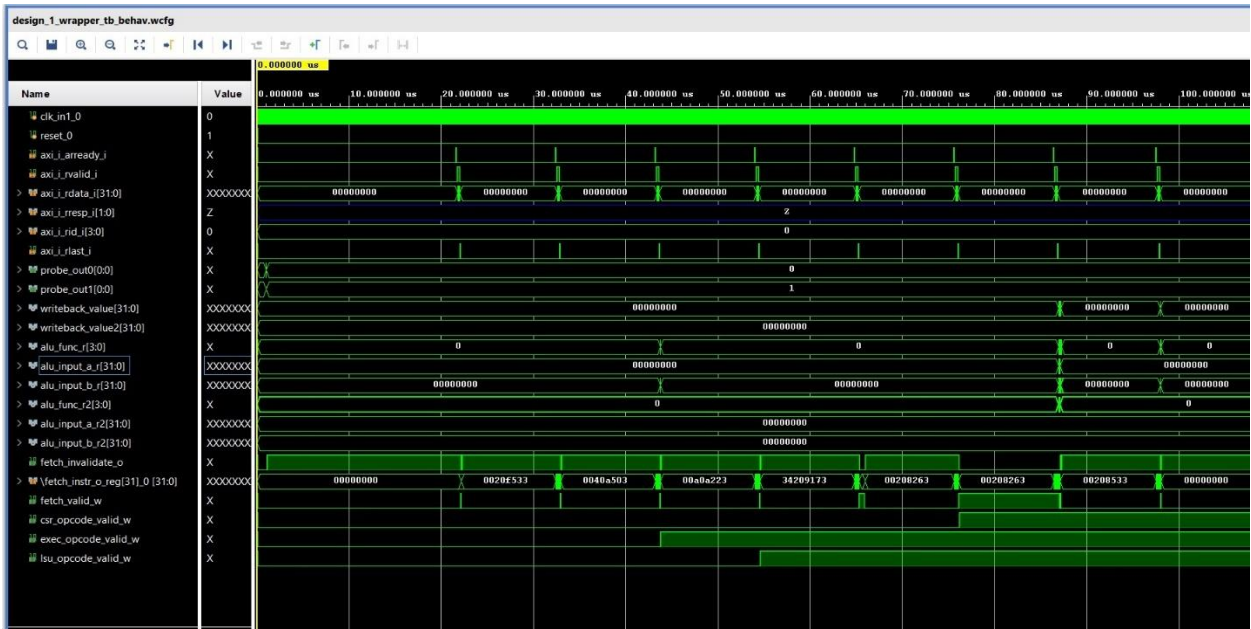 design_1_wrapper_tb_behav.wcfg
0.000000 us
Name Value 0.000000 us 10.000000 us 20.000000 us 30.000000 us 40.000000 us 50.000000 us 60.000000 us 70.000000 us 80.000000 us 90.000000 us 100.000000 us
clk_in1_0 0
reset_0 1
axi_i_arready_i X
axi_i_rvalid_i X
axi_i_rdata_i[31:0] XXXXXXX 00000000 00000000 00000000 00000000 00000000 00000000 00000000 00000000 00000000
axi_i_rresp_i[1:0] Z Z
axi_i_rid_i[3:0] 0 0
axi_i_rlast_i X
probe_out0[0:0] X 0
probe_out1[0:0] X 1
writeback_value[31:0] XXXXXXX 00000000 00000000 00000000
writeback_value2[31:0] XXXXXXX 00000000
alu_func_r[3:0] X 0 0 0 0
alu_input_a_r[31:0] XXXXXXX 00000000 00000000
alu_input_b_r[31:0] XXXXXXX 00000000 00000000 00000000 00000000
alu_func_r2[3:0] X 0 0
alu_input_a_r2[31:0] XXXXXXX 00000000
alu_input_b_r2[31:0] XXXXXXX 00000000
fetch_invalidate_o X
\fetch_instr_o_reg[31]_0 [31:0] XXXXXXX 00000000 0020f533 0040a503 00a0a223 34209173 00208263 00208263 00208533 00000000
fetch_valid_w X
csr_opcode_valid_w X
exec_opcode_valid_w X
lsu_opcode_valid_w X